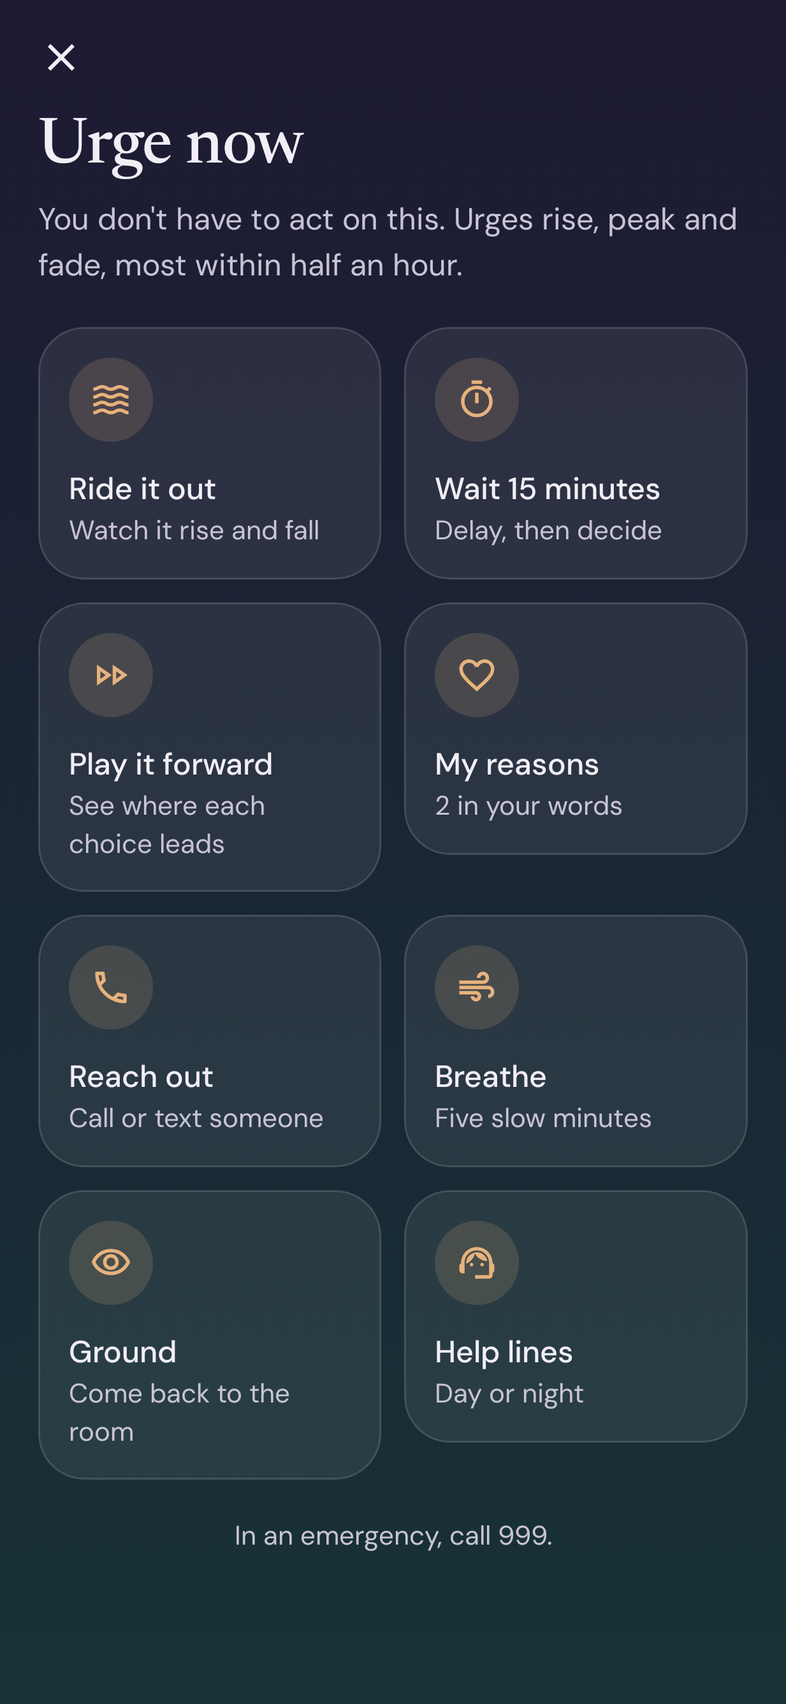 Urge now
You don't have to act on this. Urges rise, peak and
fade, most within half an hour.
Ride it out
Watch it rise and fall
Wait 15 minutes
Delay, then decide
Play it forward
See where each
choice leads
My reasons
2 in your words
Reach out
Call or text someone
Breathe
Five slow minutes
Ground
Come back to the
room
Help lines
Day or night
In an emergency, call 999.